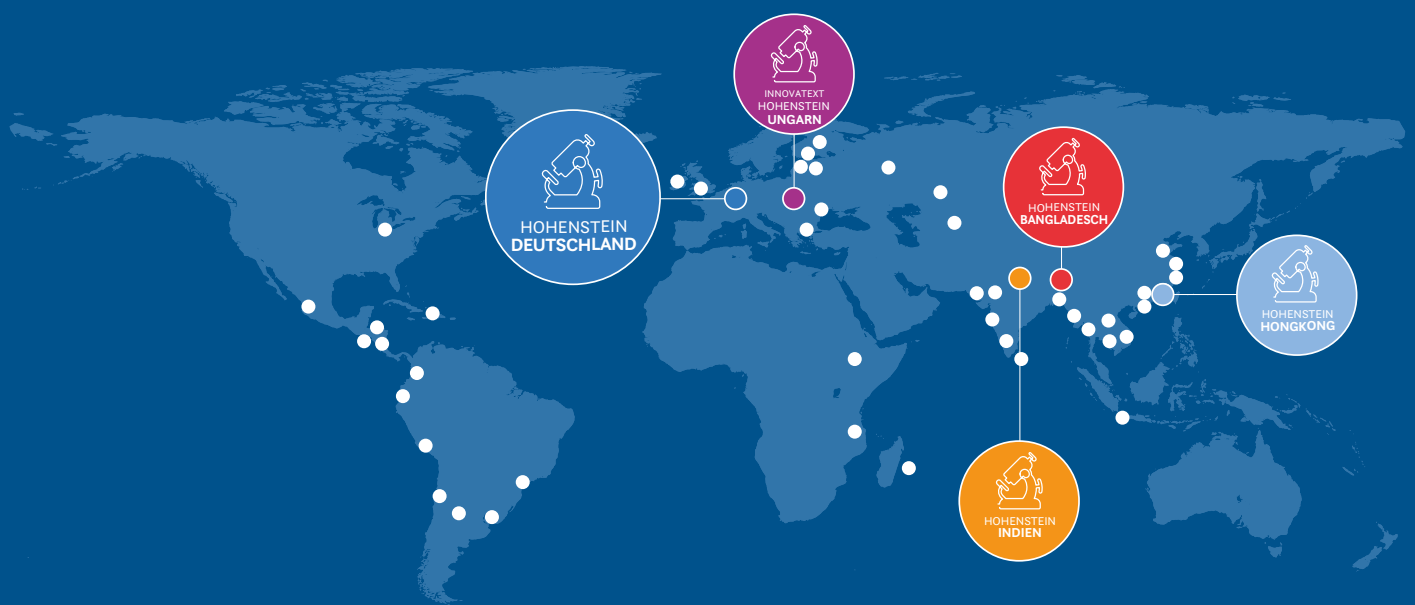 INNOVATEXT
HOHENSTEIN
UNGARN
HOHENSTEIN
DEUTSCHLAND
HOHENSTEIN
BANGLADESCH
HOHENSTEIN
HONGKONG
HOHENSTEIN
INDIEN